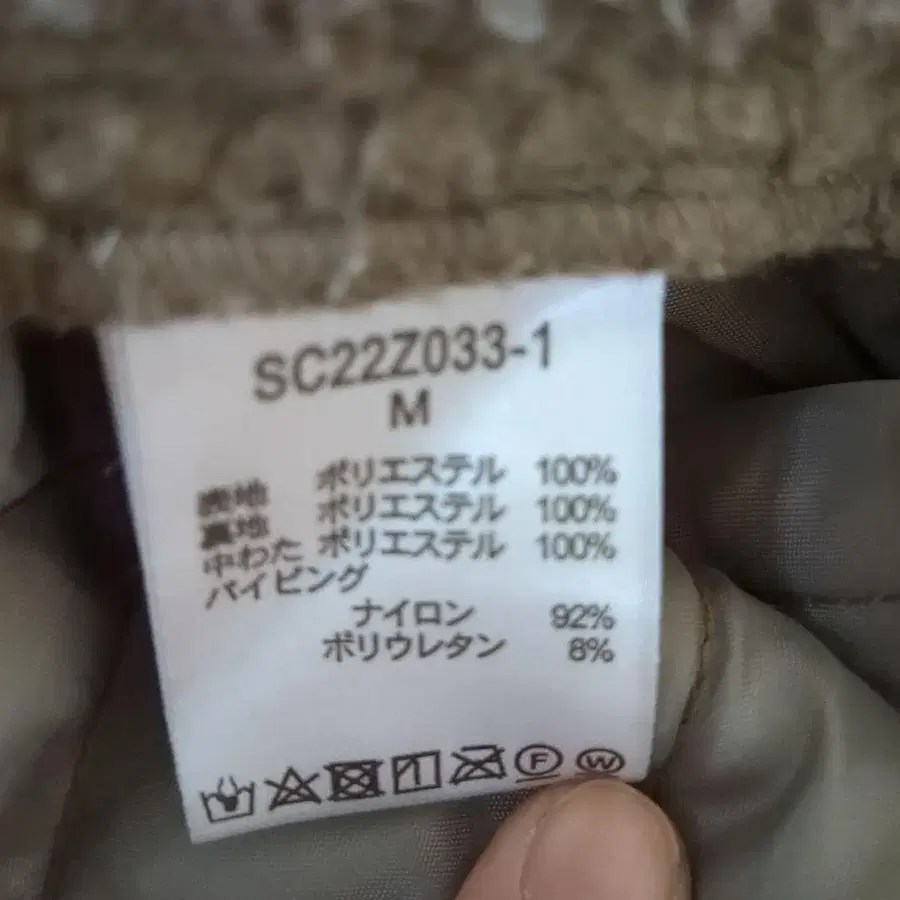 SC22Z033-1
M
表地 ポリエステル 100%
裏地 ポリエステル 100%
中わた ポリエステル 100%
パイピング
ナイロン 92%
ポリウレタン 8%
F W